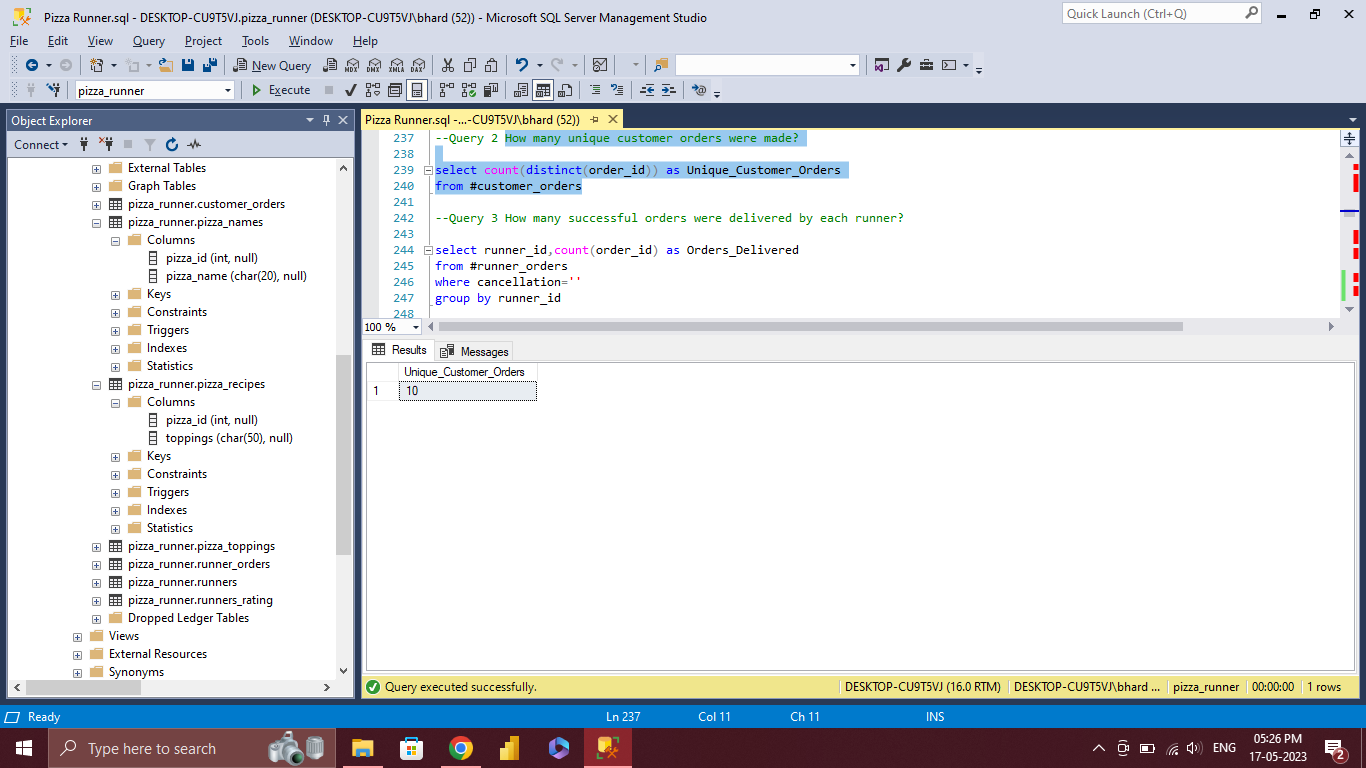 Pizza Runner.sql - DESKTOP-CU9T5VJ.pizza_runner (DESKTOP-CU9T5VJ\bhard (52)) - Microsoft SQL Server Management Studio
Quick Launch (Ctrl+Q)
File Edit View Query Project Tools Window Help
New Query
MDX DMX XMLA DAX
pizza_runner
Execute
Object Explorer
Connect
External Tables
Graph Tables
pizza_runner.customer_orders
pizza_runner.pizza_names
Columns
pizza_id (int, null)
pizza_name (char(20), null)
Keys
Constraints
Triggers
Indexes
Statistics
pizza_runner.pizza_recipes
Columns
pizza_id (int, null)
toppings (char(50), null)
Keys
Constraints
Triggers
Indexes
Statistics
pizza_runner.pizza_toppings
pizza_runner.runner_orders
pizza_runner.runners
pizza_runner.runners_rating
Dropped Ledger Tables
Views
External Resources
Synonyms
Pizza Runner.sql -...-CU9T5VJ\bhard (52))
237 --Query 2 How many unique customer orders were made?
238
239 select count(distinct(order_id)) as Unique_Customer_Orders
240 from #customer_orders
241
242 --Query 3 How many successful orders were delivered by each runner?
243
244 select runner_id,count(order_id) as Orders_Delivered
245 from #runner_orders
246 where cancellation=''
247 group by runner_id
248
100 %
Results Messages
Unique_Customer_Orders
1 10
Query executed successfully.
DESKTOP-CU9T5VJ (16.0 RTM) DESKTOP-CU9T5VJ\bhard ... pizza_runner 00:00:00 1 rows
Ready Ln 237 Col 11 Ch 11 INS
Type here to search
ENG
05:26 PM
17-05-2023
2